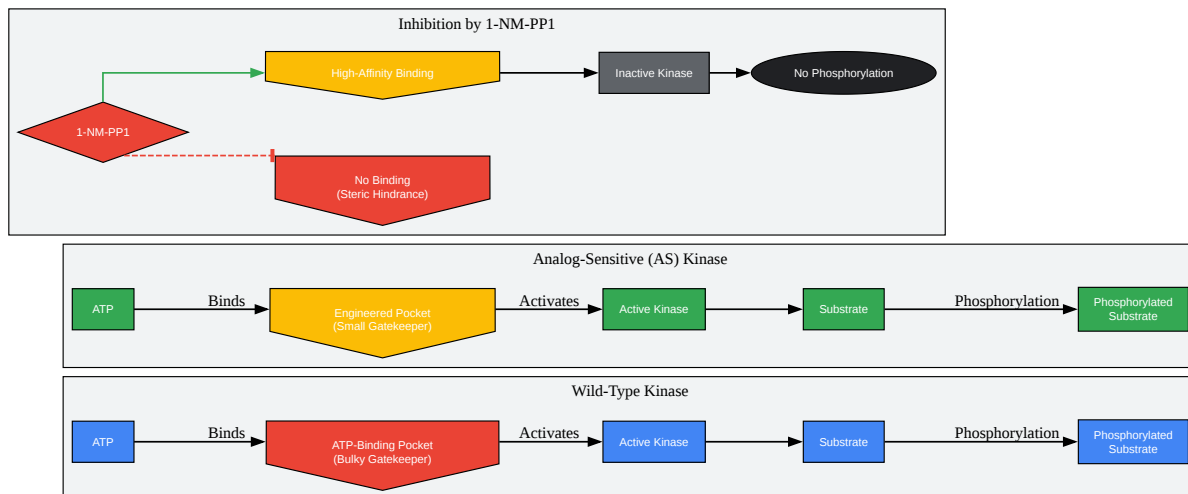 Inhibition by 1-NM-PP1
High-Affinity Binding
Inactive Kinase
No Phosphorylation
1-NM-PP1
No Binding
(Steric Hindrance)
Analog-Sensitive (AS) Kinase
ATP
Binds
Engineered Pocket
(Small Gatekeeper)
Activates
Active Kinase
Substrate
Phosphorylation
Phosphorylated
Substrate
Wild-Type Kinase
ATP
Binds
ATP-Binding Pocket
(Bulky Gatekeeper)
Activates
Active Kinase
Substrate
Phosphorylation
Phosphorylated
Substrate